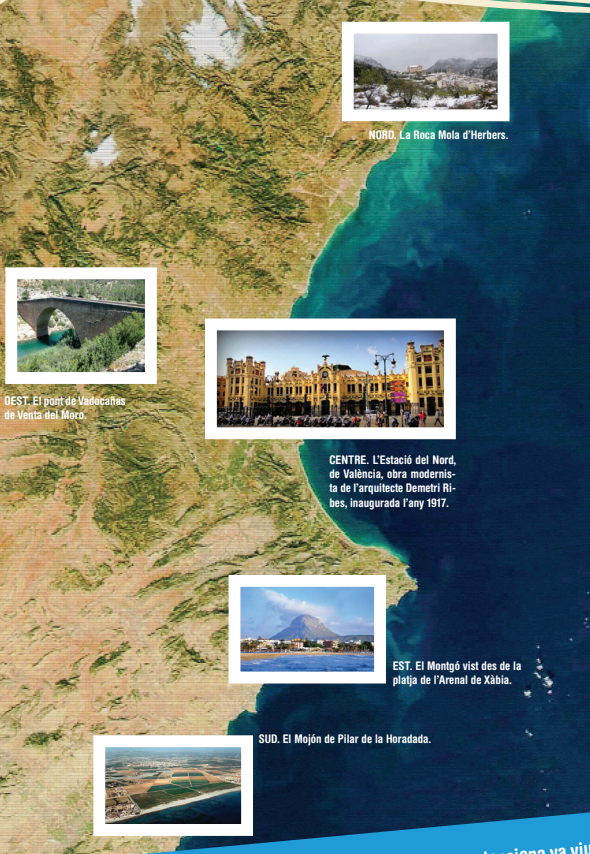 NORD. La Roca Mola d'Herbers.
OEST. El pont de Vadocañas
de Venta del Moro.
CENTRE. L'Estació del Nord,
de València, obra modernis-
ta de l'arquitecte Demetri Ri-
bes, inaugurada l'any 1917.
EST. El Montgó vist des de la
platja de l'Arenal de Xàbia.
SUD. El Mojón de Pilar de la Horadada.
va viu